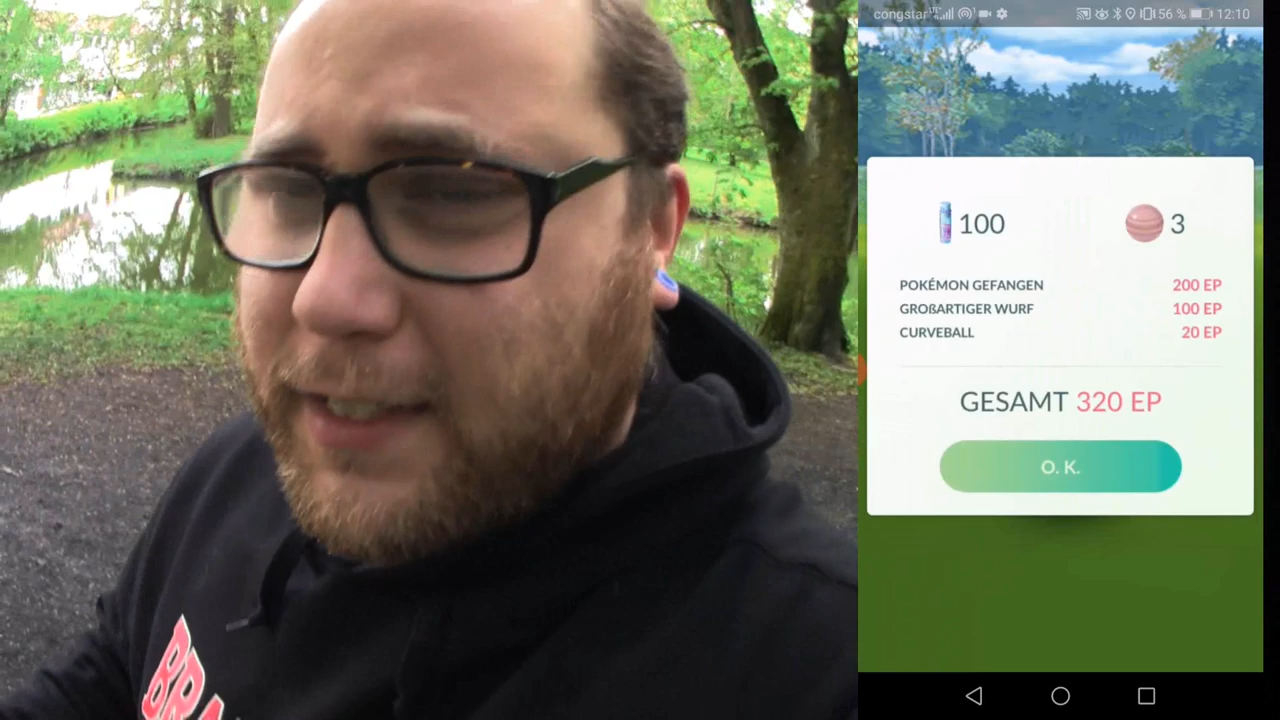 congstar 56 % 12:10
100 3
POKÉMON GEFANGEN 200 EP
GROßARTIGER WURF 100 EP
CURVEBALL 20 EP
GESAMT 320 EP
O. K.